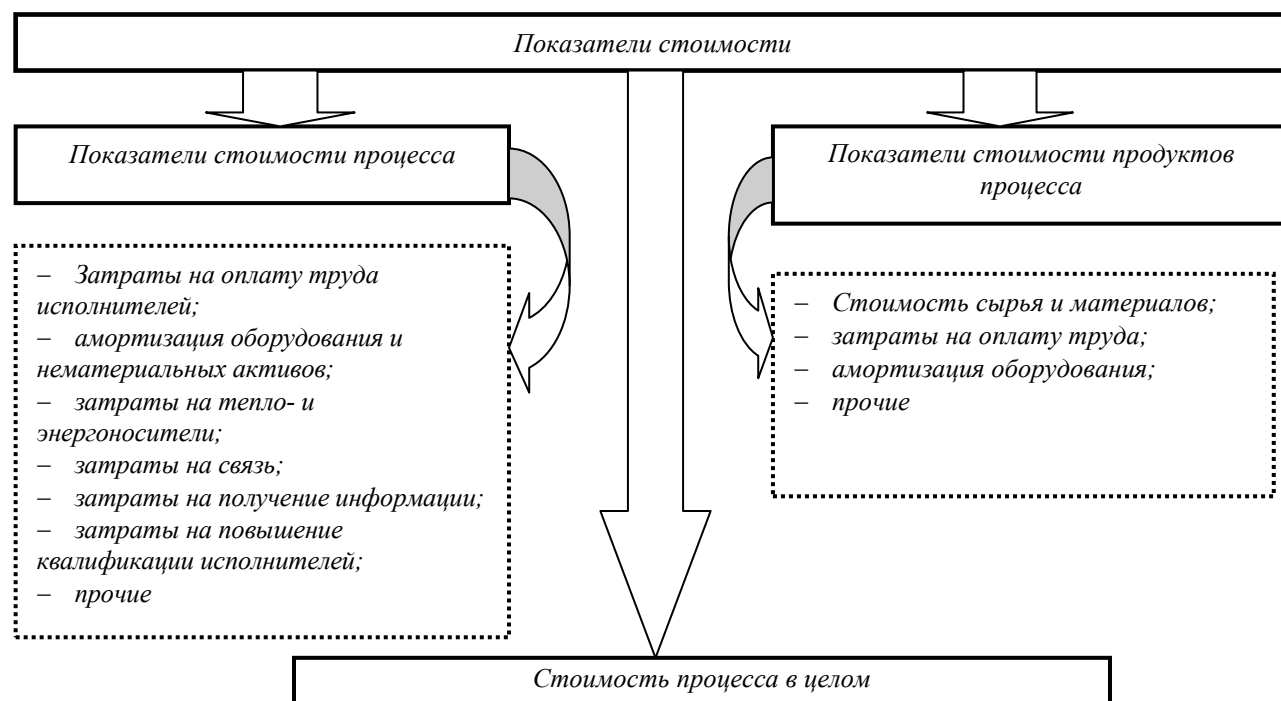 Показатели стоимости
Показатели стоимости процесса
Показатели стоимости продуктов
процесса
– Затраты на оплату труда
исполнителей;
– амортизация оборудования и
нематериальных активов;
– затраты на тепло- и
энергоносители;
– затраты на связь;
– затраты на получение информации;
– затраты на повышение
квалификации исполнителей;
– прочие
– Стоимость сырья и материалов;
– затраты на оплату труда;
– амортизация оборудования;
– прочие
Стоимость процесса в целом